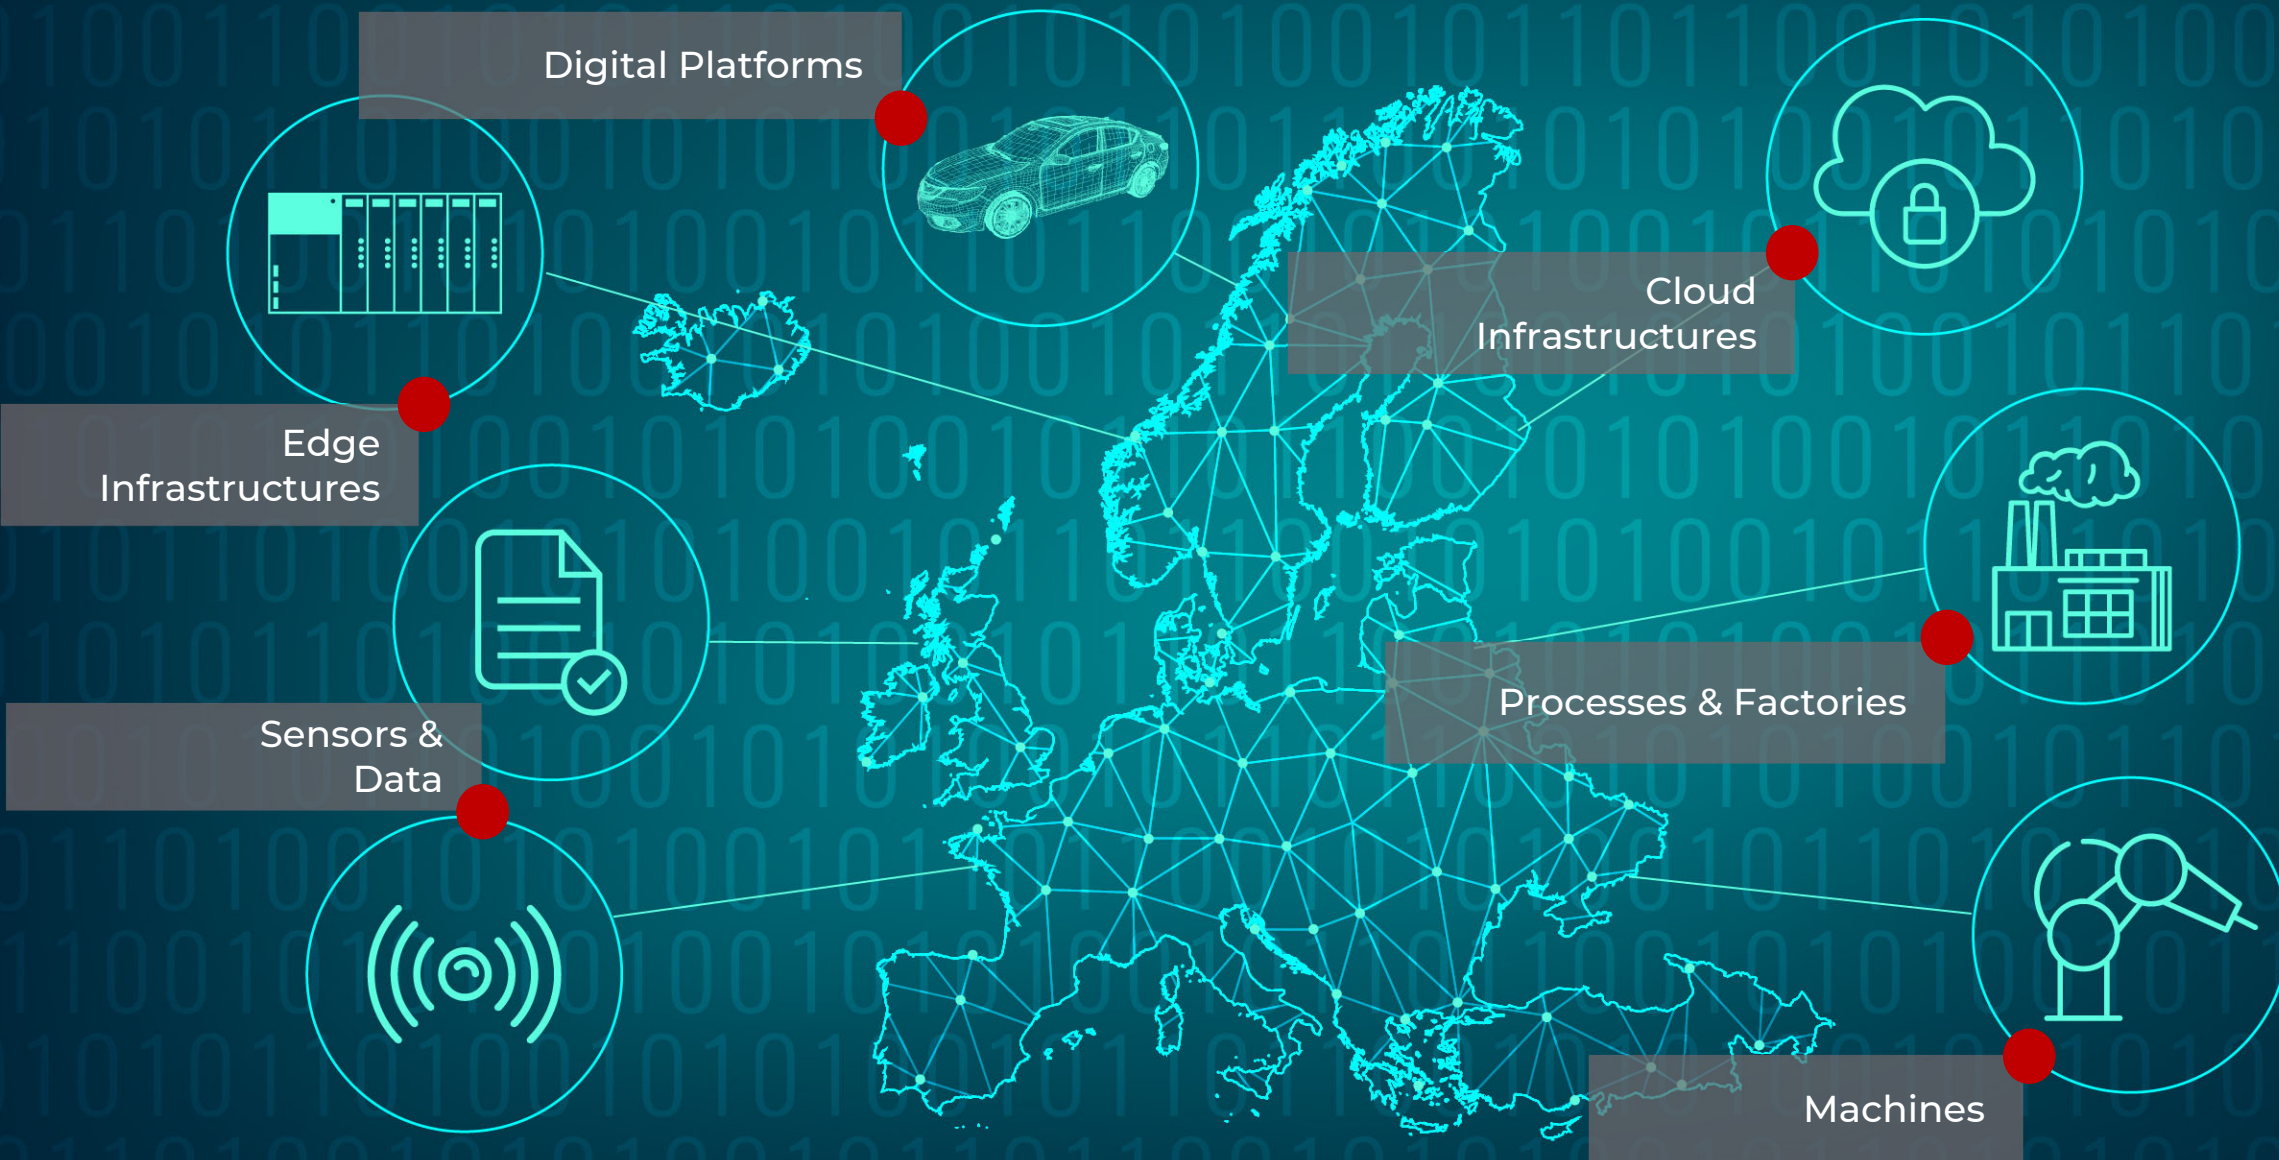 Digital Platforms
Cloud
Infrastructures
Edge
Infrastructures
Processes & Factories
Sensors &
Data
Machines